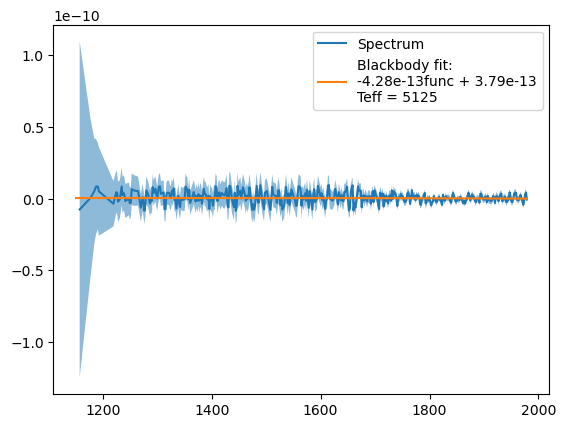 1e−10
1.0
0.5
0.0
−0.5
−1.0
Spectrum
Blackbody fit:
-4.28e-13func + 3.79e-13
Teff = 5125
1200
1400
1600
1800
2000